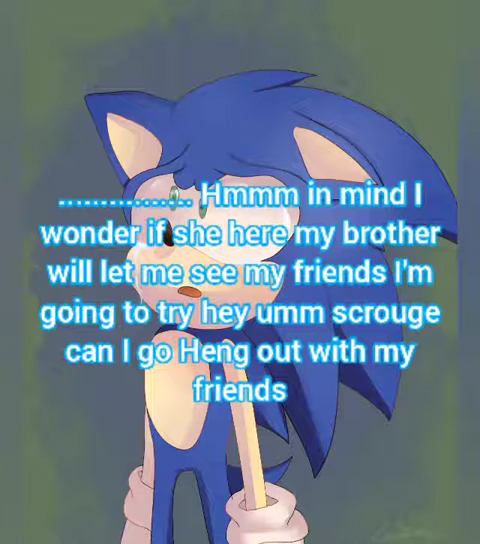 ................ Hmmm in mind I
wonder if she here my brother
will let me see my friends I'm
going to try hey umm scrouge
can I go Heng out with my
friends